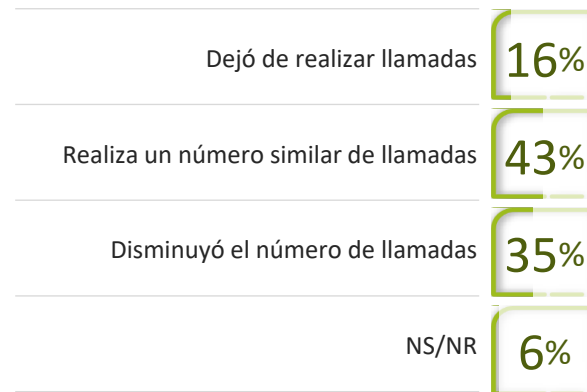 Dejó de realizar llamadas 16%
Realiza un número similar de llamadas 43%
Disminuyó el número de llamadas 35%
NS/NR 6%